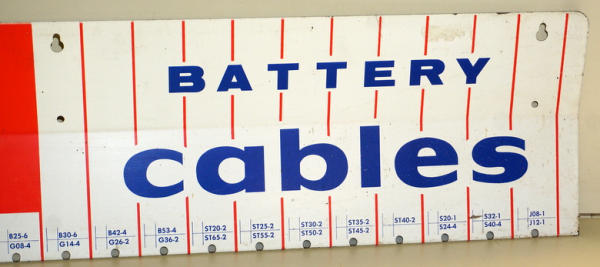 BATTERY
cables
B25-6 B30-6 B42-4 B53-4 ST20-2 ST25-2 ST30-2 ST35-2 ST40-2 S20-1 S32-1 J08-1
G08-4 G14-4 G26-2 G36-2 ST65-2 ST55-2 ST50-2 ST45-2 S24-4 S40-4 J12-1